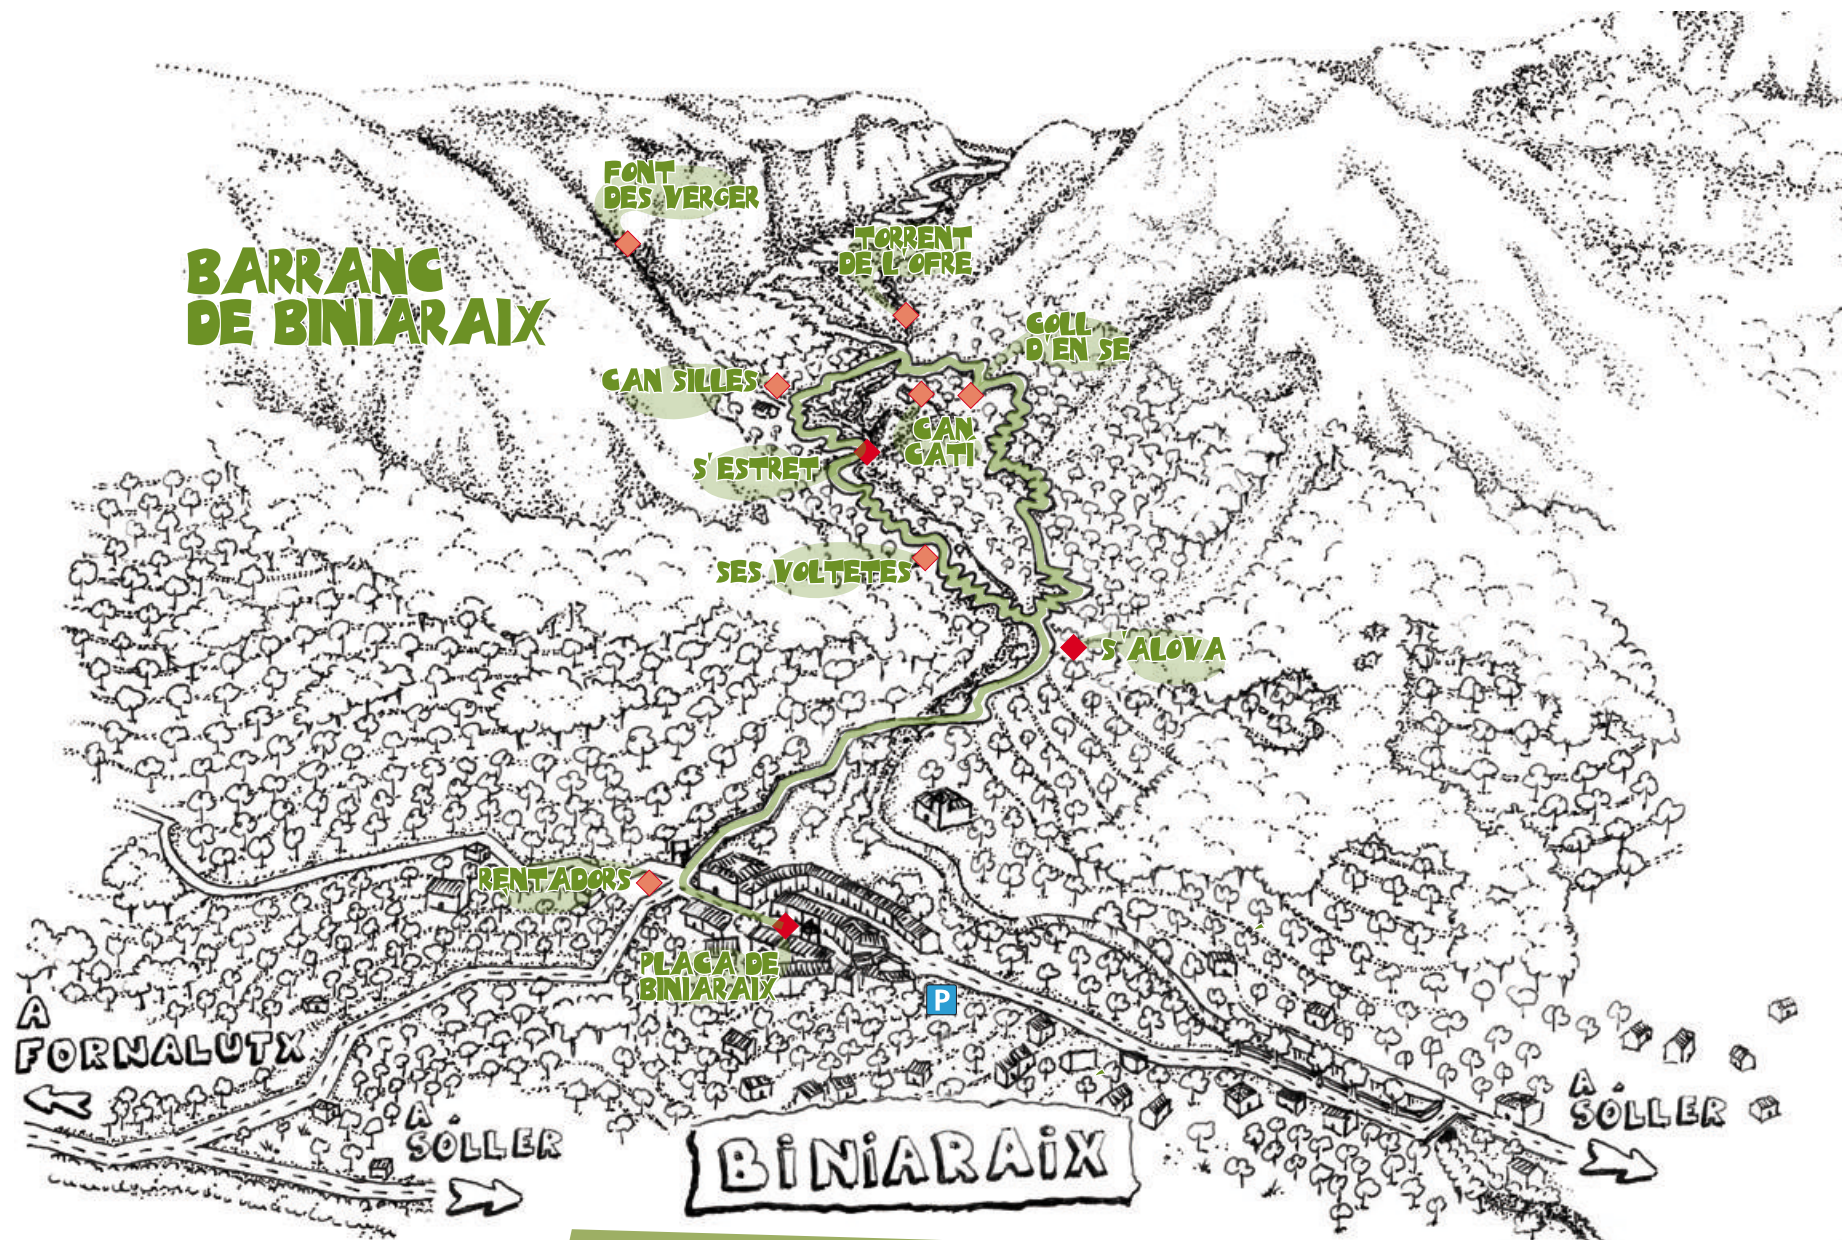 FONT
DES VERGER
BARRANC
DE BINIARAIX
TORRENT
DE L'OFRE
COLL
D'EN SE
CAN SILLES
CAN
CATÍ
S'ESTRET
SES VOLTETES
S'ALOVA
RENTADORS
PLAÇA DE
BINIARAIX
P
A
FORNALUTX
A
SÓLLER
BiNiARAiX
A
SÓLLER